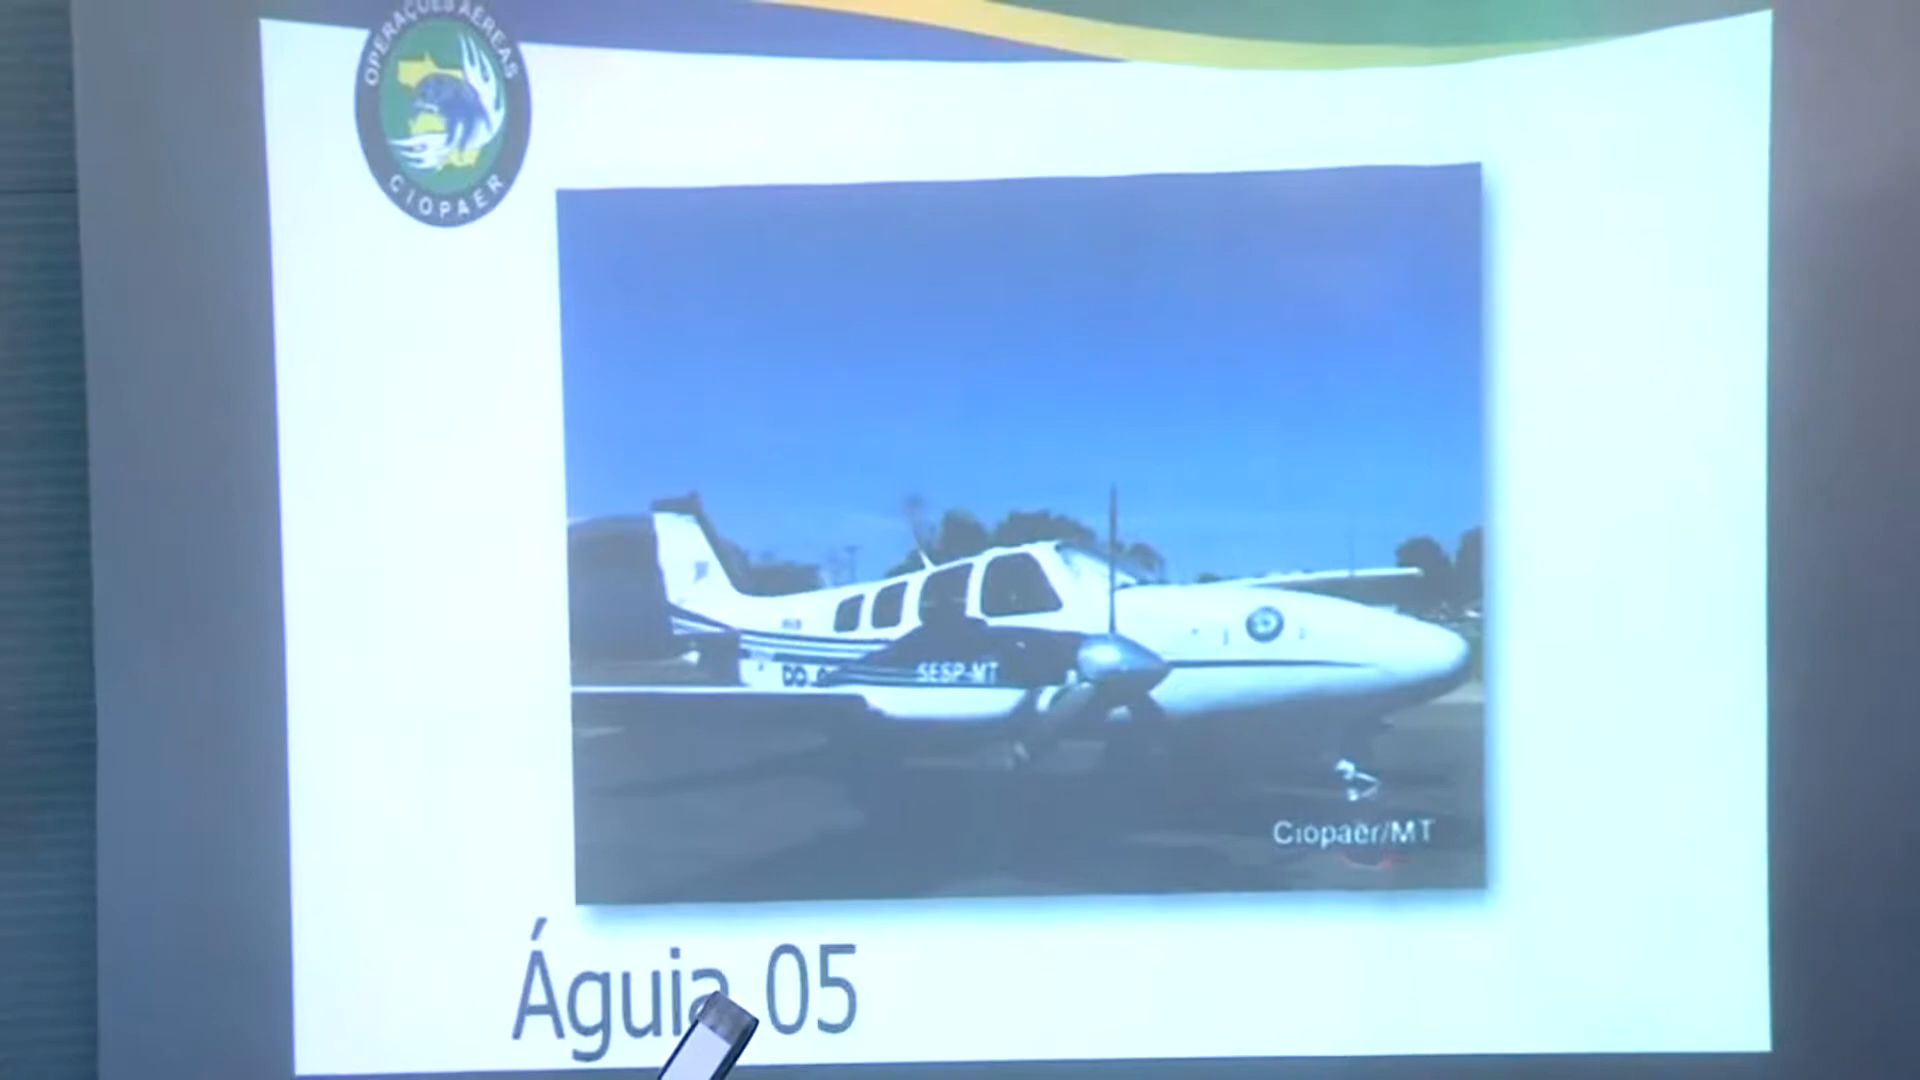 OPERAÇÕES AÉREAS
CIOPAER
SESP-MT
Ciopaer/MT
Águia 05